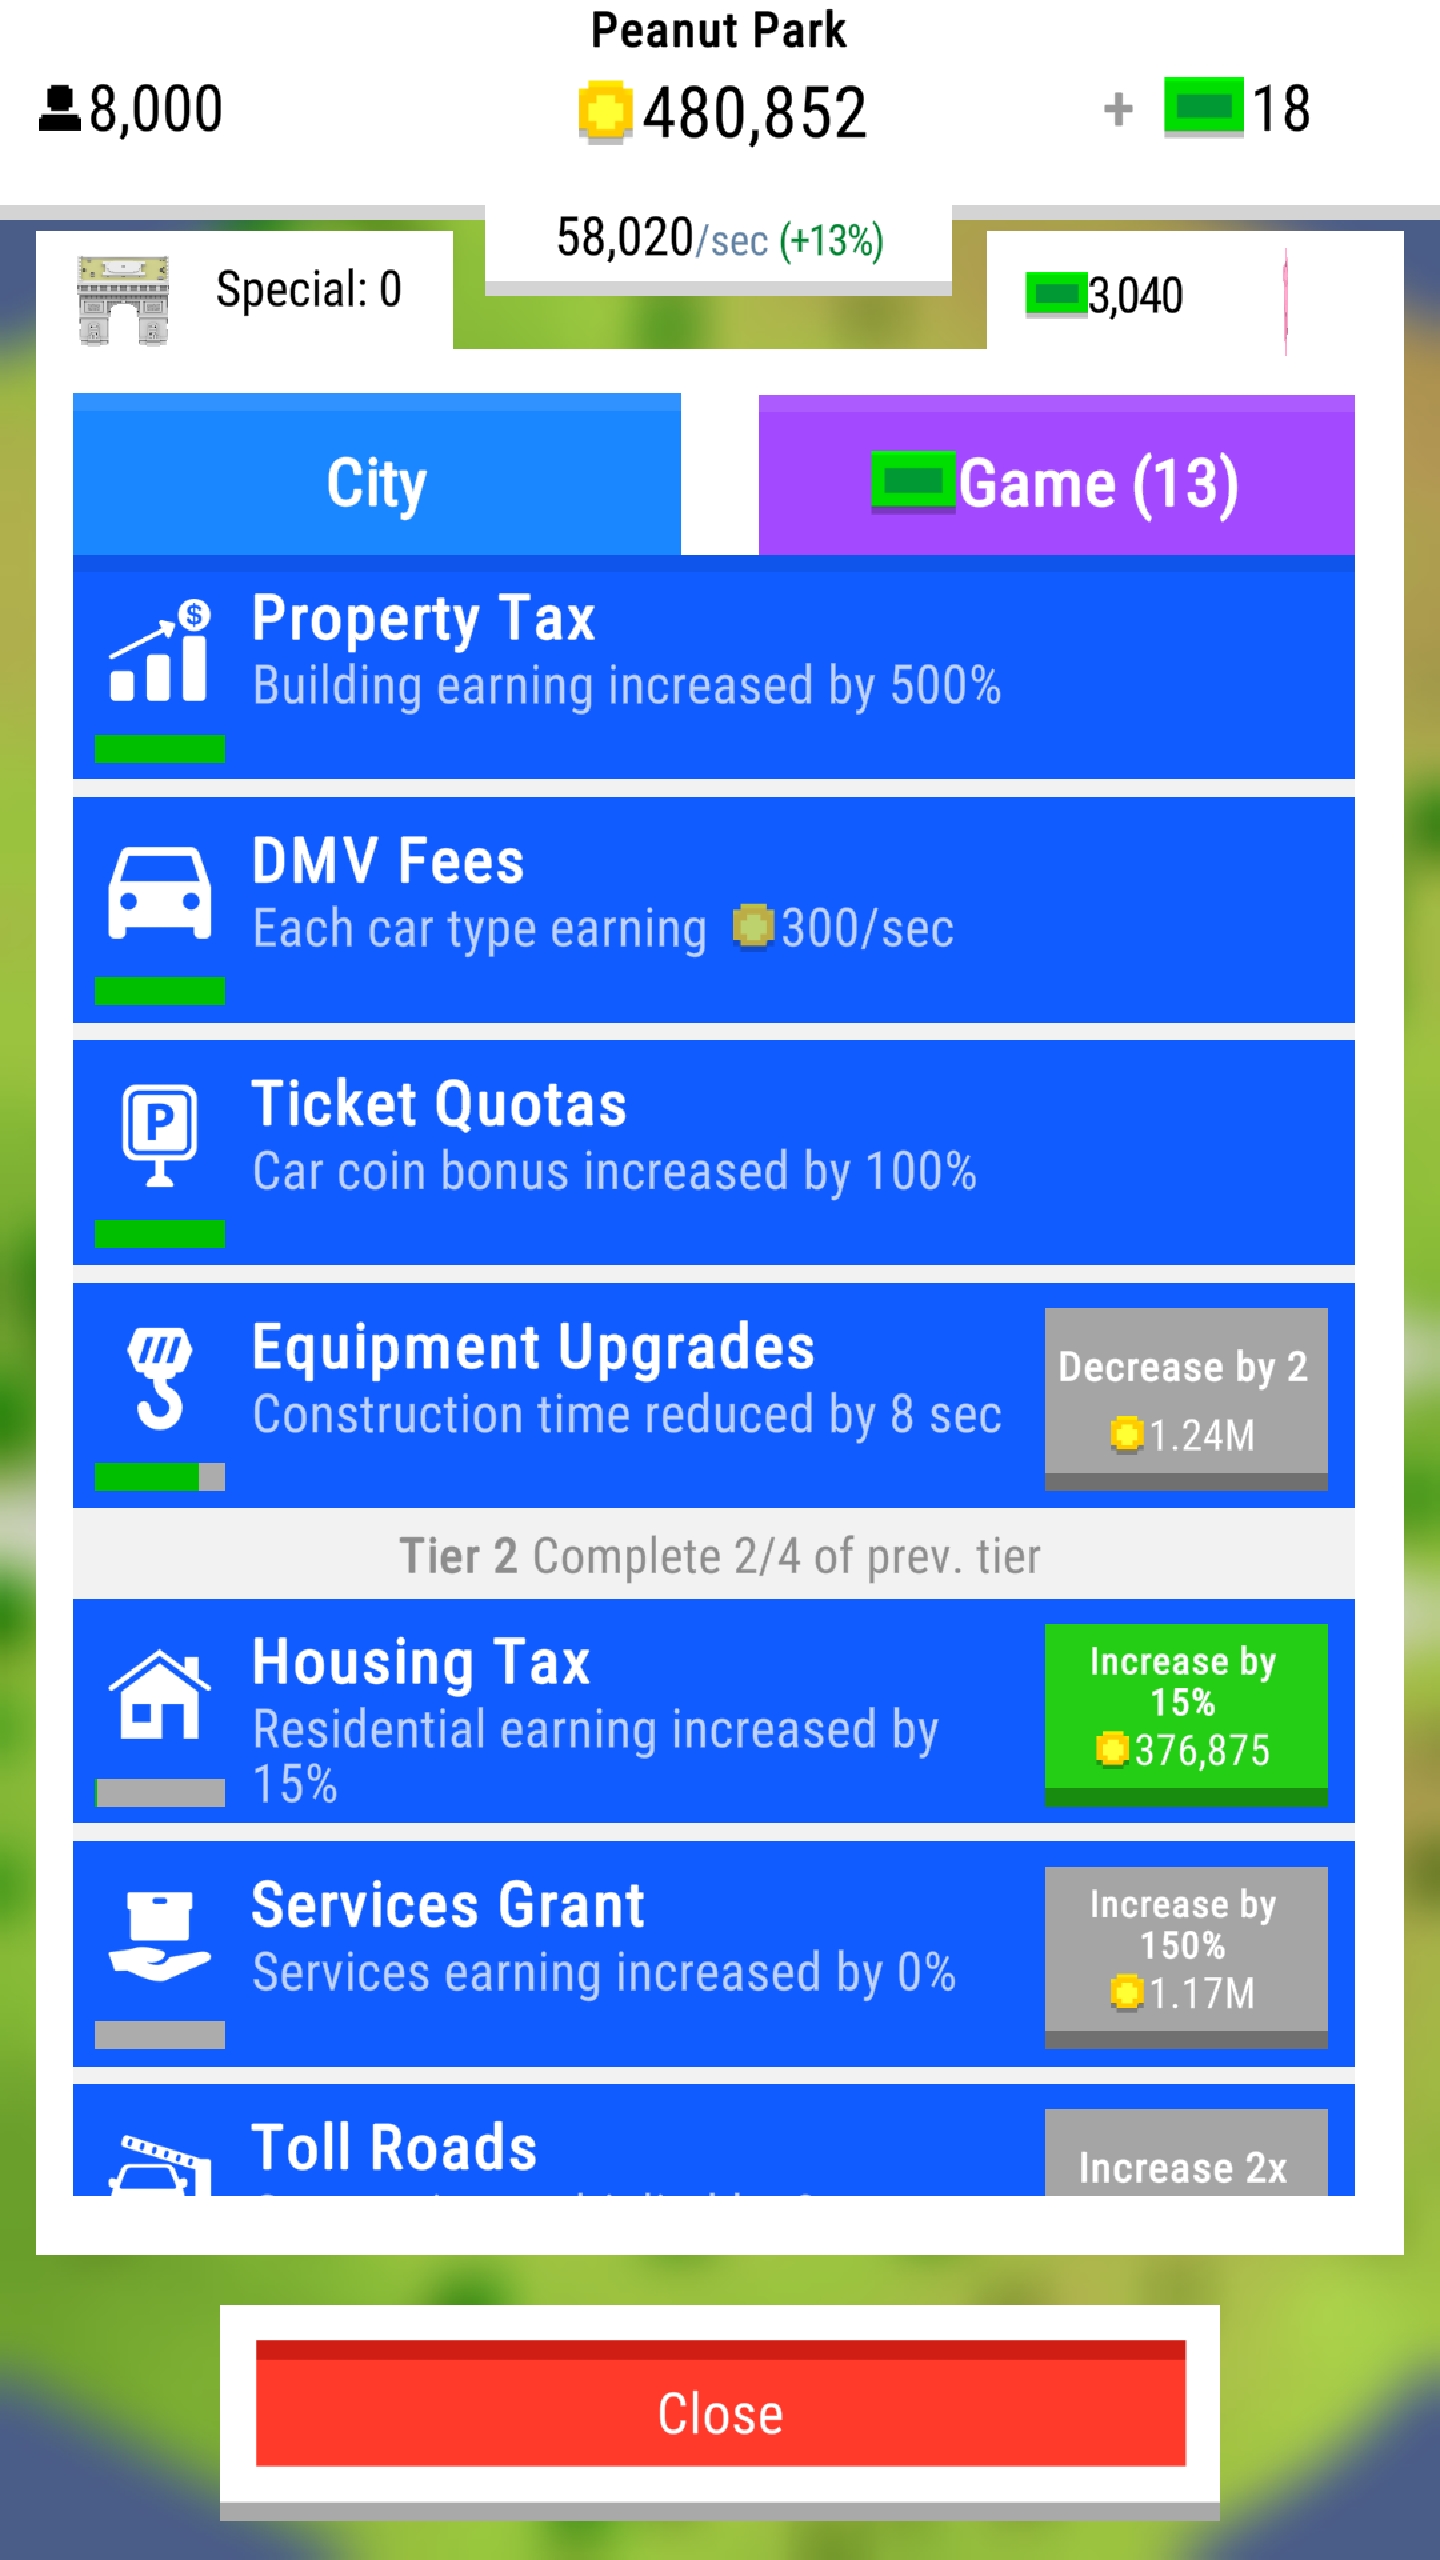 Peanut Park
8,000
480,852
+ 18
58,020/sec (+13%)
Special: 0
3,040
City
Game (13)
$
Property Tax
Building earning increased by 500%
DMV Fees
Each car type earning 300/sec
P
Ticket Quotas
Car coin bonus increased by 100%
Equipment Upgrades
Construction time reduced by 8 sec
Decrease by 2
1.24M
Tier 2 Complete 2/4 of prev. tier
Housing Tax
Residential earning increased by
15%
Increase by
15%
376,875
Services Grant
Services earning increased by 0%
Increase by
150%
1.17M
Toll Roads
Increase 2x
Close